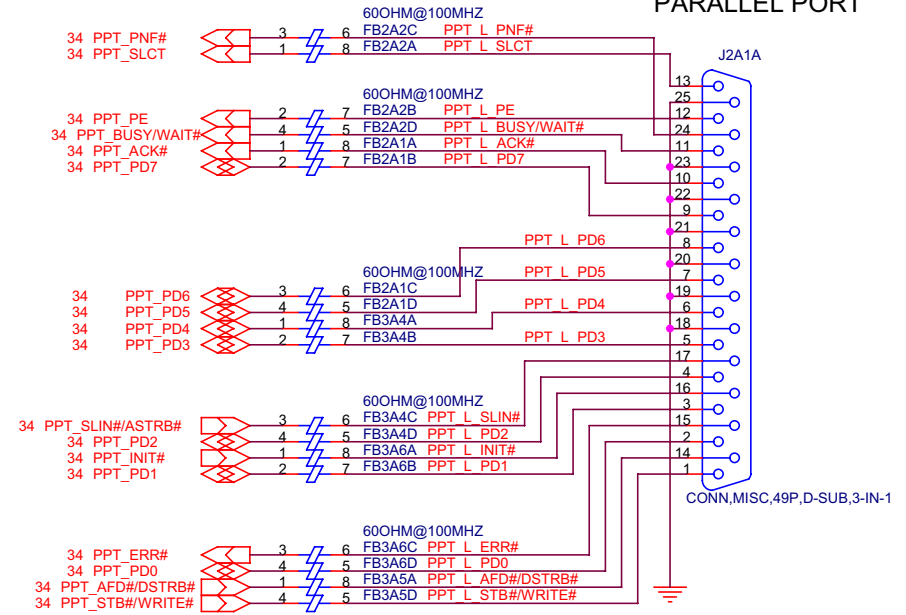 PARALLEL PORT
60OHM@100MHZ
34 PPT_PNF# 3 6 FB2A2C PPT_L_PNF#
34 PPT_SLCT 1 8 FB2A2A PPT_L_SLCT
J2A1A
13
25
60OHM@100MHZ
34 PPT_PE 2 7 FB2A2B PPT_L_PE 12
34 PPT_BUSY/WAIT# 4 5 FB2A2D PPT_L_BUSY/WAIT# 24
34 PPT_ACK# 1 8 FB2A1A PPT_L_ACK# 11
34 PPT_PD7 2 7 FB2A1B PPT_L_PD7 23
10
22
9
21
PPT_L_PD6 8
20
60OHM@100MHZ PPT_L_PD5 7
34 PPT_PD6 3 6 FB2A1C 19
34 PPT_PD5 4 5 FB2A1D PPT_L_PD4 6
34 PPT_PD4 1 8 FB3A4A 18
34 PPT_PD3 2 7 FB3A4B PPT_L_PD3 5
17
4
16
60OHM@100MHZ 3
34 PPT_SLIN#/ASTRB# 3 6 FB3A4C PPT_L_SLIN# 15
34 PPT_PD2 4 5 FB3A4D PPT_L_PD2 2
34 PPT_INIT# 1 8 FB3A6A PPT_L_INIT# 14
34 PPT_PD1 2 7 FB3A6B PPT_L_PD1 1
CONN,MISC,49P,D-SUB,3-IN-1
60OHM@100MHZ
34 PPT_ERR# 3 6 FB3A6C PPT_L_ERR#
34 PPT_PD0 4 5 FB3A6D PPT_L_PD0
34 PPT_AFD#/DSTRB# 1 8 FB3A5A PPT_L_AFD#/DSTRB#
34 PPT_STB#/WRITE# 4 5 FB3A5D PPT_L_STB#/WRITE#